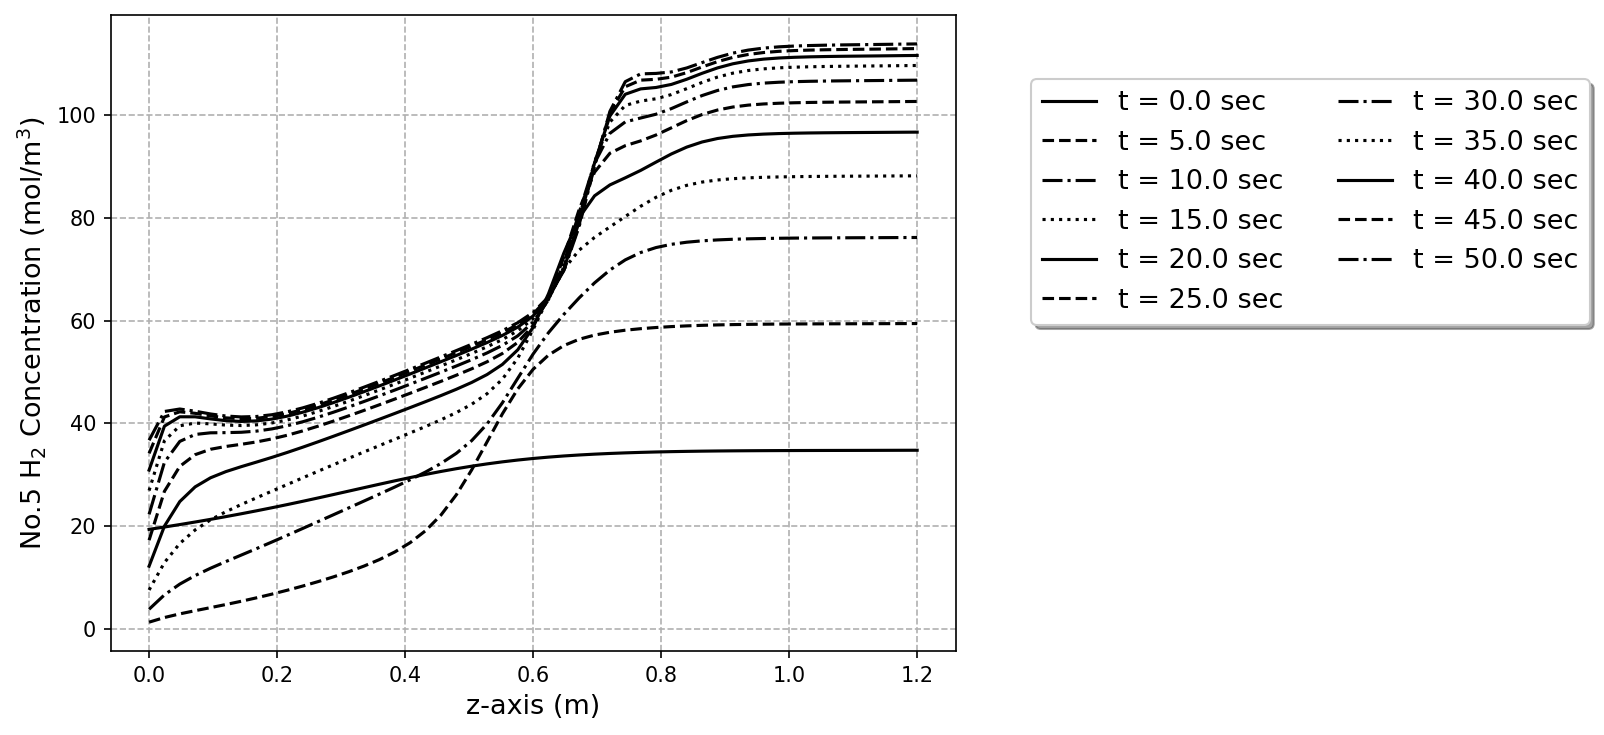 No.5 H₂ Concentration (mol/m³)
100
80
60
40
20
0
0.0 0.2 0.4 0.6 0.8 1.0 1.2
z-axis (m)
t = 0.0 sec
t = 5.0 sec
t = 10.0 sec
t = 15.0 sec
t = 20.0 sec
t = 25.0 sec
t = 30.0 sec
t = 35.0 sec
t = 40.0 sec
t = 45.0 sec
t = 50.0 sec